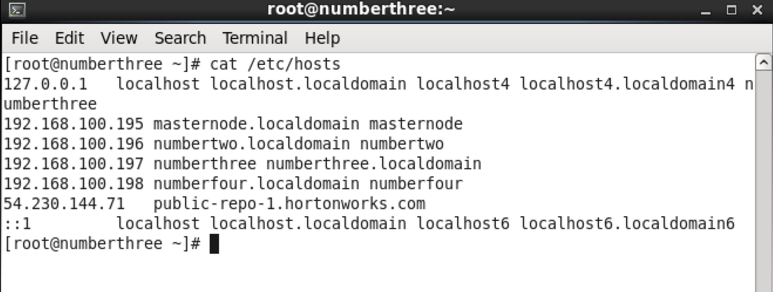 root@numberthree:~
File Edit View Search Terminal Help
[root@numberthree ~]# cat /etc/hosts
127.0.0.1   localhost localhost.localdomain localhost4 localhost4.localdomain4 n
umberthree
192.168.100.195 masternode.localdomain masternode
192.168.100.196 numbertwo.localdomain numbertwo
192.168.100.197 numberthree numberthree.localdomain
192.168.100.198 numberfour.localdomain numberfour
54.230.144.71   public-repo-1.hortonworks.com
::1         localhost localhost.localdomain localhost6 localhost6.localdomain6
[root@numberthree ~]#